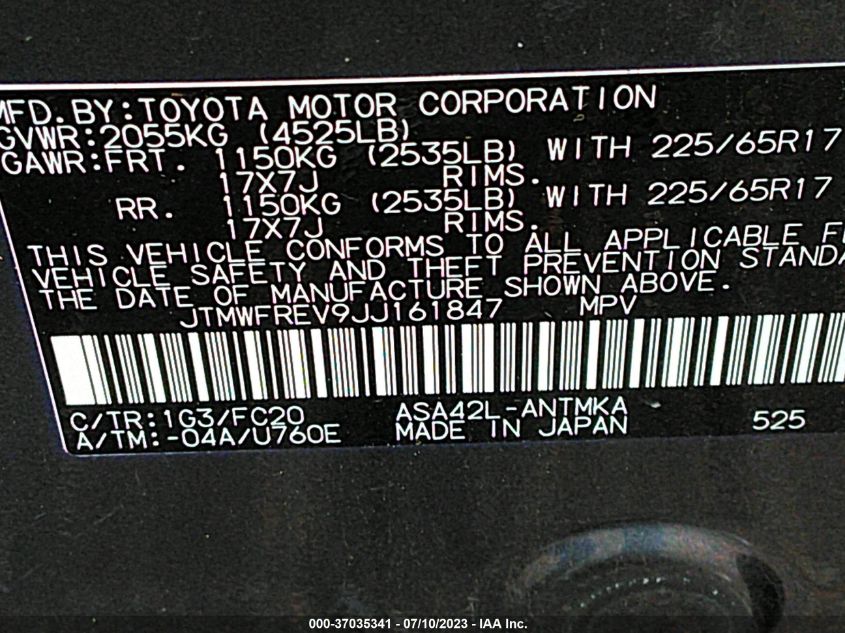 MFD.BY:TOYOTA MOTOR CORPORATION
GVWR:2055KG (4525LB)
GAWR:FRT. 1150KG (2535LB) WITH 225/65R17
17X7J RIMS.
RR. 1150KG (2535LB) WITH 225/65R17
17X7J RIMS.
THIS VEHICLE CONFORMS TO ALL APPLICABLE F
VEHICLE SAFETY AND THEFT PREVENTION STANDA
THE DATE OF MANUFACTURE SHOWN ABOVE.
JTMWFREV9JJ161847 MPV
C/TR:1G3/FC20 ASA42L-ANTMKA
A/TM:-04A/U760E MADE IN JAPAN 525
000-37035341 - 07/10/2023 - IAA Inc.